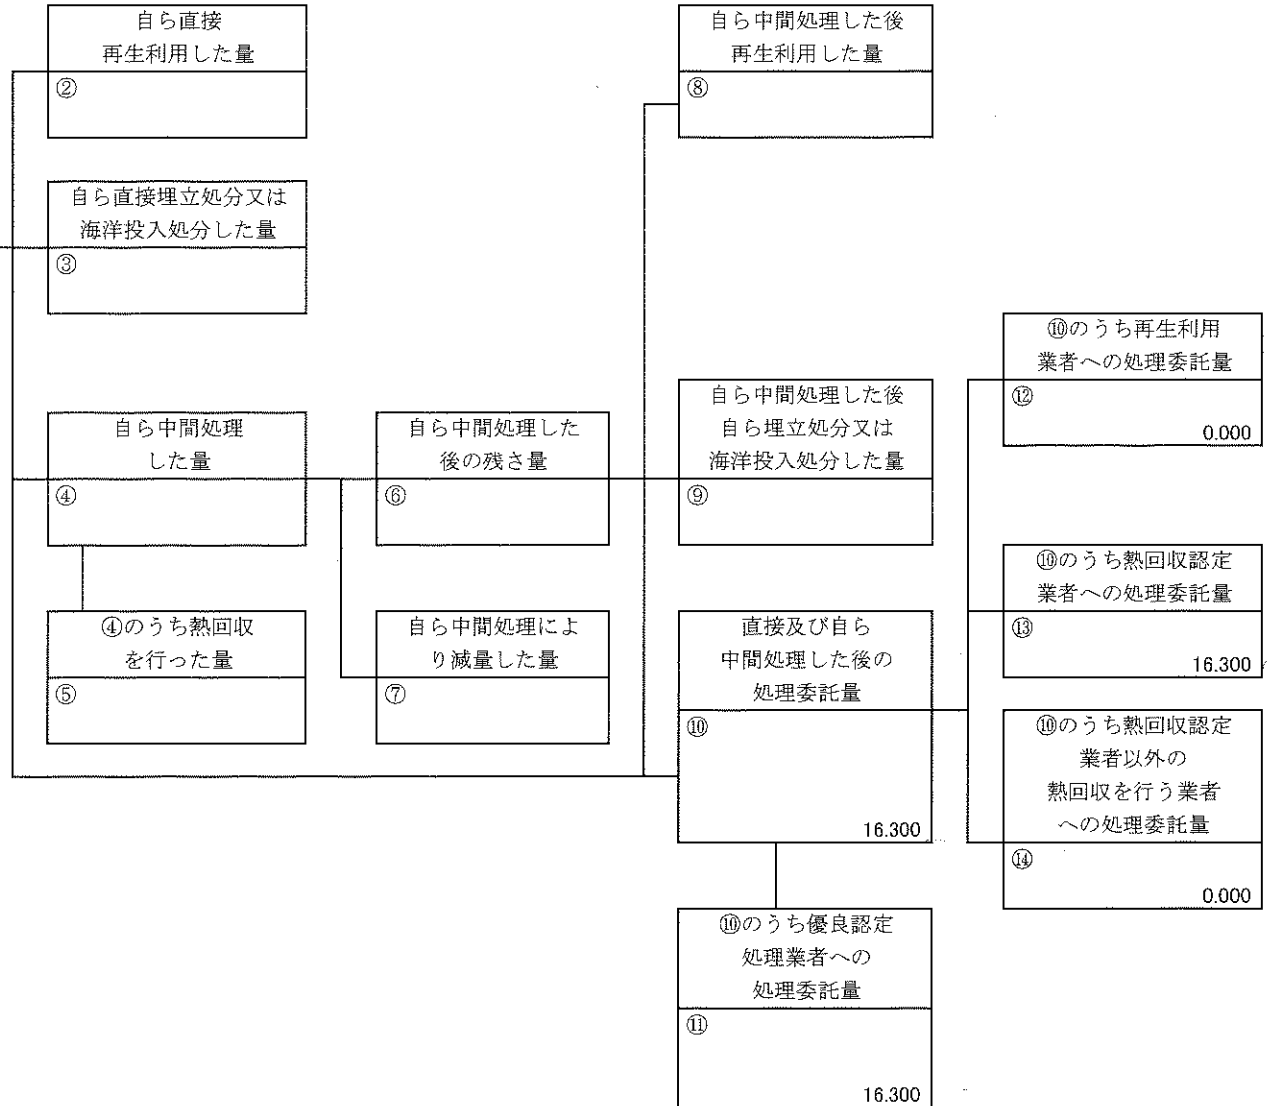 自ら直接
再生利用した量
②
自ら中間処理した後
再生利用した量
⑧
自ら直接埋立処分又は
海洋投入処分した量
③
⑩のうち再生利用
業者への処理委託量
⑫
0.000
自ら中間処理
した量
④
自ら中間処理した
後の残さ量
⑥
自ら中間処理した後
自ら埋立処分又は
海洋投入処分した量
⑨
⑩のうち熱回収認定
業者への処理委託量
⑬
16.300
④のうち熱回収
を行った量
⑤
自ら中間処理によ
り減量した量
⑦
直接及び自ら
中間処理した後の
処理委託量
⑩
16.300
⑩のうち熱回収認定
業者以外の
熱回収を行う業者
への処理委託量
⑭
0.000
⑩のうち優良認定
処理業者への
処理委託量
⑪
16.300